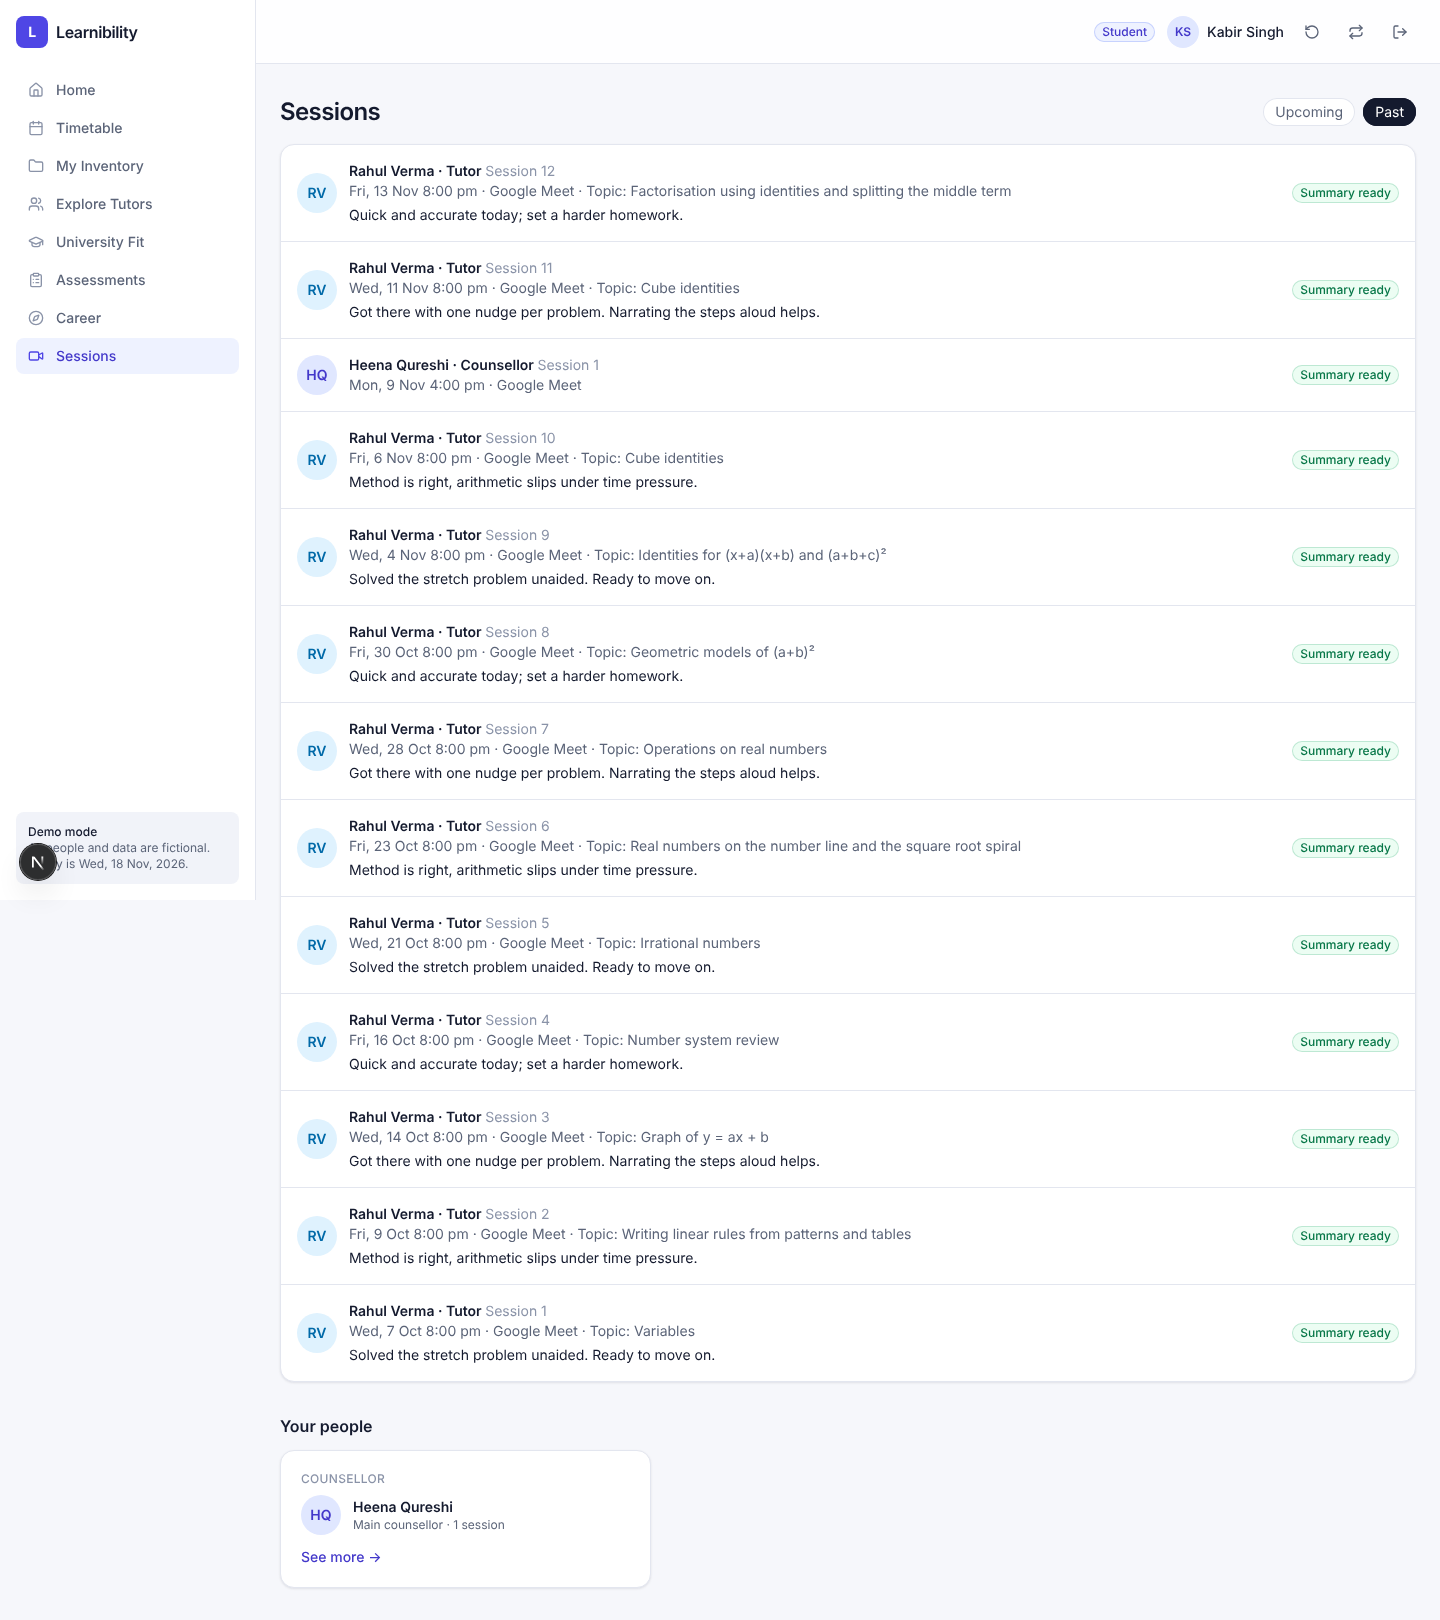 L Learnibility
Student KS Kabir Singh
Home
Timetable
My Inventory
Explore Tutors
University Fit
Assessments
Career
Sessions
Demo mode
people and data are fictional.
is Wed, 18 Nov, 2026.
N
Sessions
Upcoming Past
RV
Rahul Verma · Tutor Session 12
Fri, 13 Nov 8:00 pm · Google Meet · Topic: Factorisation using identities and splitting the middle term
Quick and accurate today; set a harder homework.
Summary ready
RV
Rahul Verma · Tutor Session 11
Wed, 11 Nov 8:00 pm · Google Meet · Topic: Cube identities
Got there with one nudge per problem. Narrating the steps aloud helps.
Summary ready
HQ
Heena Qureshi · Counsellor Session 1
Mon, 9 Nov 4:00 pm · Google Meet
Summary ready
RV
Rahul Verma · Tutor Session 10
Fri, 6 Nov 8:00 pm · Google Meet · Topic: Cube identities
Method is right, arithmetic slips under time pressure.
Summary ready
RV
Rahul Verma · Tutor Session 9
Wed, 4 Nov 8:00 pm · Google Meet · Topic: Identities for (x+a)(x+b) and (a+b+c)²
Solved the stretch problem unaided. Ready to move on.
Summary ready
RV
Rahul Verma · Tutor Session 8
Fri, 30 Oct 8:00 pm · Google Meet · Topic: Geometric models of (a+b)²
Quick and accurate today; set a harder homework.
Summary ready
RV
Rahul Verma · Tutor Session 7
Wed, 28 Oct 8:00 pm · Google Meet · Topic: Operations on real numbers
Got there with one nudge per problem. Narrating the steps aloud helps.
Summary ready
RV
Rahul Verma · Tutor Session 6
Fri, 23 Oct 8:00 pm · Google Meet · Topic: Real numbers on the number line and the square root spiral
Method is right, arithmetic slips under time pressure.
Summary ready
RV
Rahul Verma · Tutor Session 5
Wed, 21 Oct 8:00 pm · Google Meet · Topic: Irrational numbers
Solved the stretch problem unaided. Ready to move on.
Summary ready
RV
Rahul Verma · Tutor Session 4
Fri, 16 Oct 8:00 pm · Google Meet · Topic: Number system review
Quick and accurate today; set a harder homework.
Summary ready
RV
Rahul Verma · Tutor Session 3
Wed, 14 Oct 8:00 pm · Google Meet · Topic: Graph of y = ax + b
Got there with one nudge per problem. Narrating the steps aloud helps.
Summary ready
RV
Rahul Verma · Tutor Session 2
Fri, 9 Oct 8:00 pm · Google Meet · Topic: Writing linear rules from patterns and tables
Method is right, arithmetic slips under time pressure.
Summary ready
RV
Rahul Verma · Tutor Session 1
Wed, 7 Oct 8:00 pm · Google Meet · Topic: Variables
Solved the stretch problem unaided. Ready to move on.
Summary ready
Your people
COUNSELLOR
HQ
Heena Qureshi
Main counsellor · 1 session
See more →